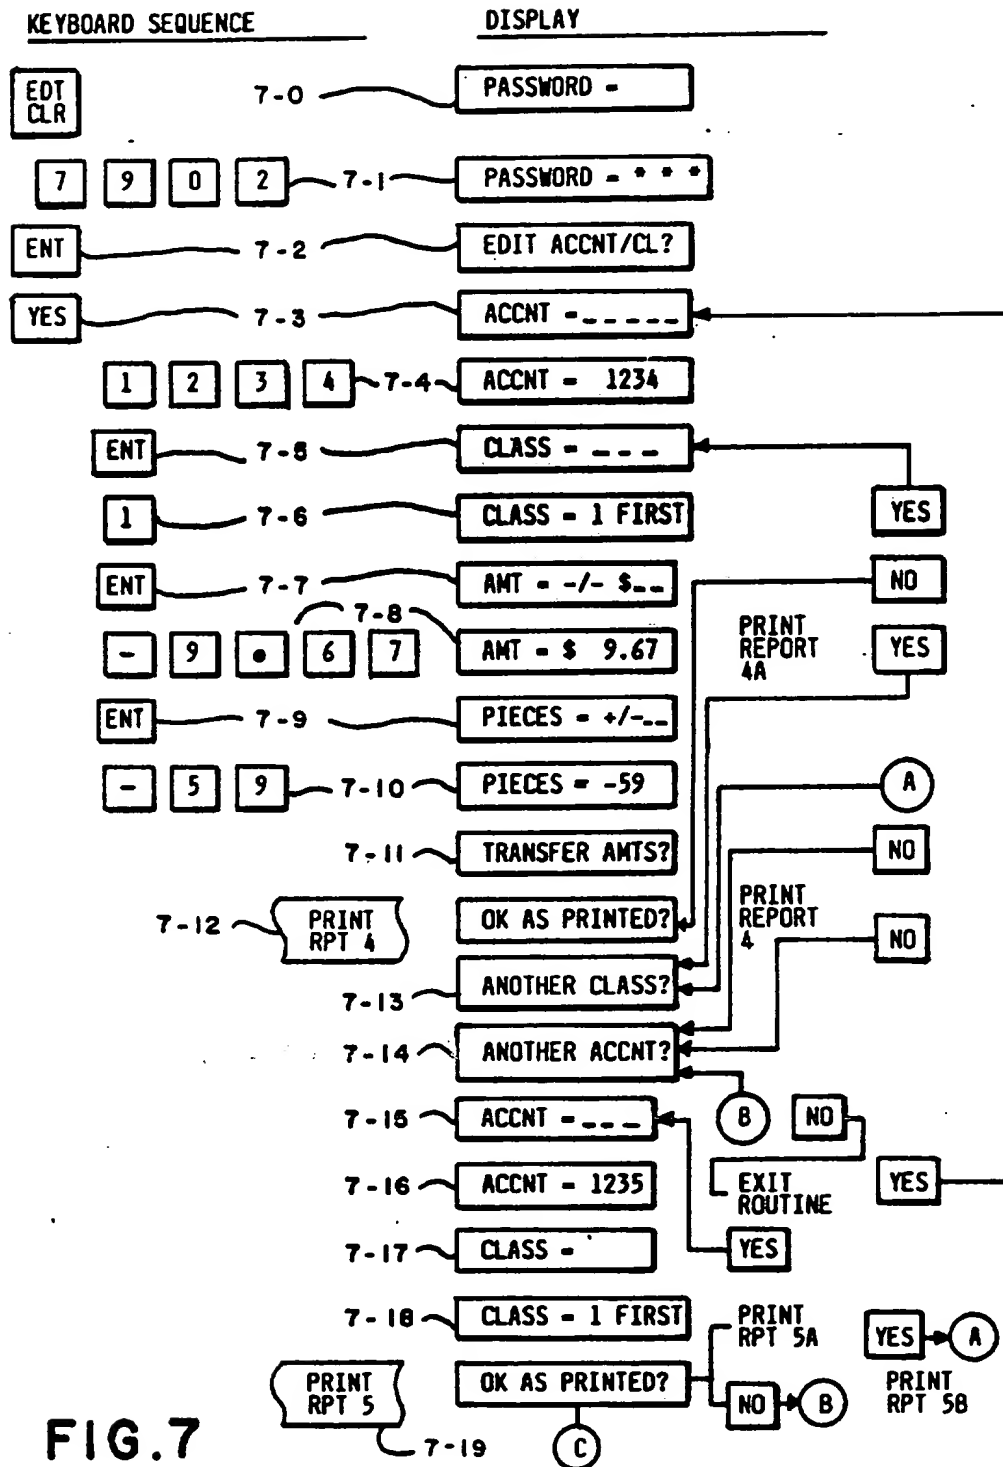 KEYBOARD SEQUENCE DISPLAY
EDT
CLR
7-0
PASSWORD =
7 9 0 2
7-1
PASSWORD = * * *
ENT
7-2
EDIT ACCNT/CL?
YES
7-3
ACCNT = _ _ _ _ _
1 2 3 4
7-4
ACCNT = 1234
ENT
7-5
CLASS = _ _ _
YES
1
7-6
CLASS = 1 FIRST
ENT
7-7
AMT = -/- $_ _
NO
- 9 . 6 7
7-8
AMT = $ 9.67
PRINT
REPORT
4A
YES
ENT
7-9
PIECES = +/-_ _
- 5 9
7-10
PIECES = -59
A
7-11
TRANSFER AMTS?
NO
7-12
PRINT
RPT 4
OK AS PRINTED?
PRINT
REPORT
4
NO
7-13
ANOTHER CLASS?
7-14
ANOTHER ACCNT?
7-15
ACCNT = _ _ _
B
NO
7-16
ACCNT = 1235
EXIT
ROUTINE
YES
7-17
CLASS =
YES
7-18
CLASS = 1 FIRST
PRINT
RPT 5A
YES
A
PRINT
RPT 5
OK AS PRINTED?
NO
B
PRINT
RPT 5B
7-19
C
FIG.7